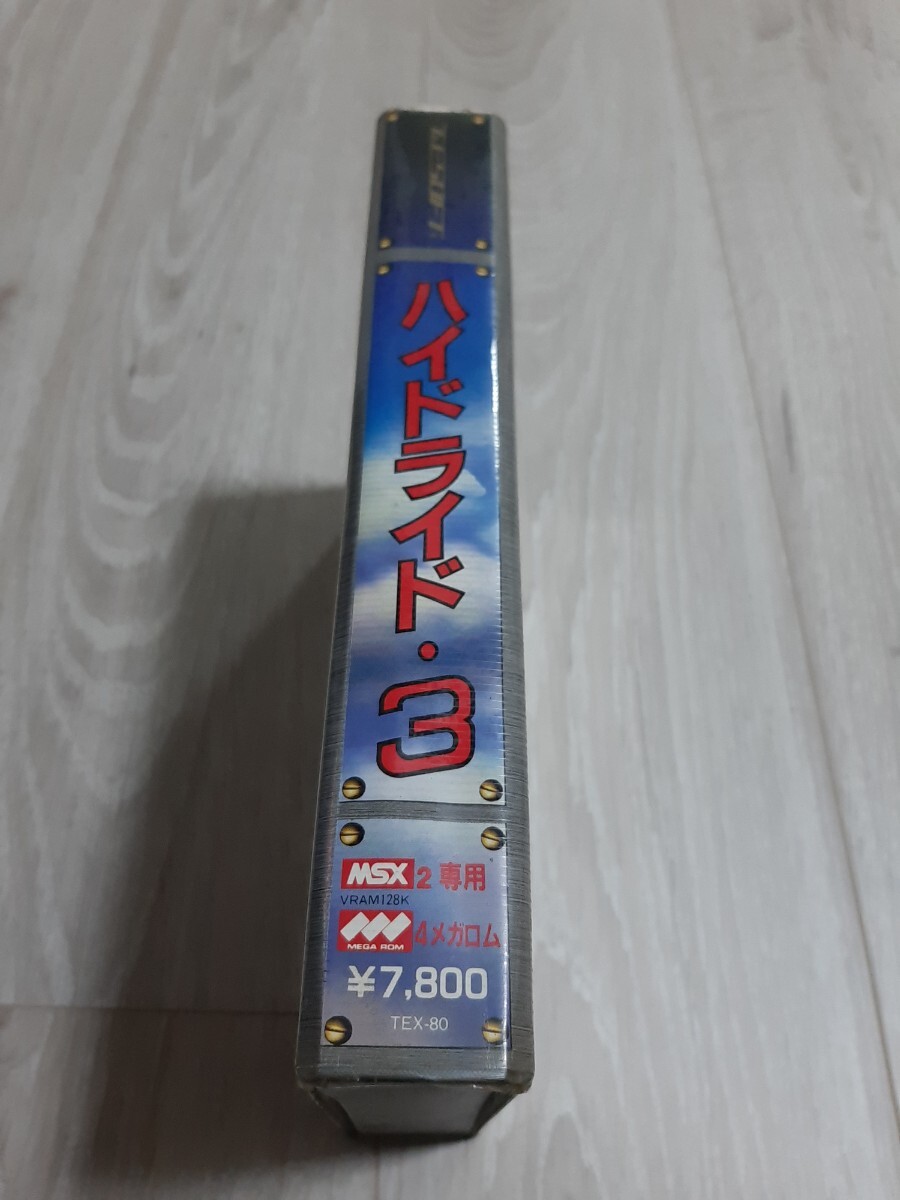 T&ESOFT
ハイドライド・3
MSX2専用
VRAM128K
MEGA ROM 4メガロム
¥7,800
TEX-80